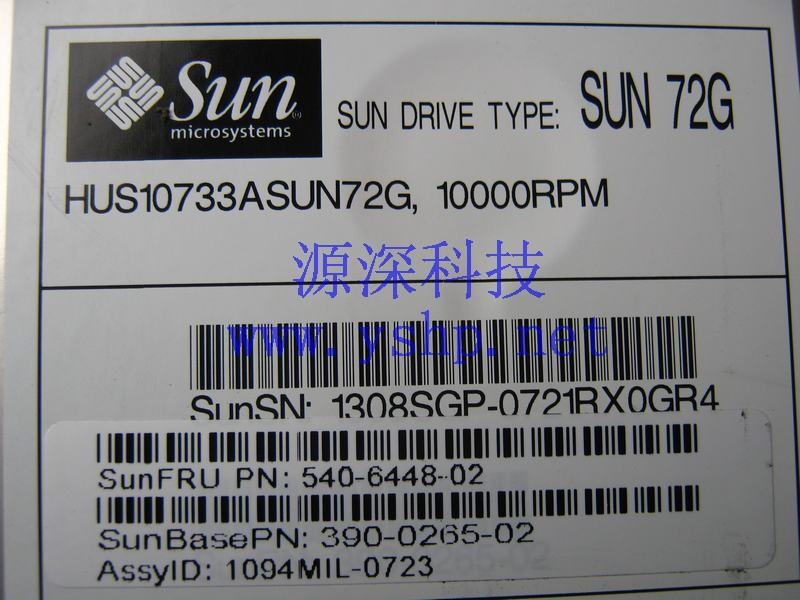 Sun
microsystems
SUN DRIVE TYPE: SUN 72G
HUS10733ASUN72G, 10000RPM
源深科技
www.yshp.net
SunSN: 1308SGP-0721RX0GR4
SunFRU PN: 540-6448-02
SunBasePN: 390-0265-02
AssyID: 1094MIL-0723